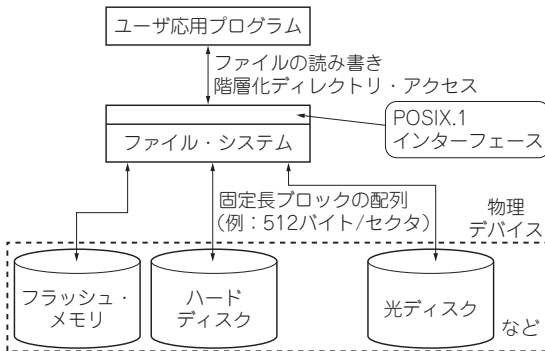 ユーザ応用プログラム
ファイルの読み書き
階層化ディレクトリ・アクセス
POSIX.1
インターフェース
ファイル・システム
固定長ブロックの配列
(例：512バイト/セクタ)
物理
デバイス
フラッシュ・
メモリ
ハード
ディスク
光ディスク
など